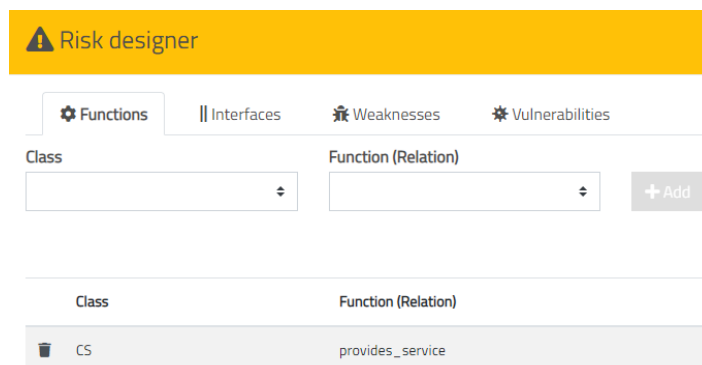 Risk designer
Functions Interfaces Weaknesses Vulnerabilities
Class Function (Relation)
Add
Class Function (Relation)
CS provides_service